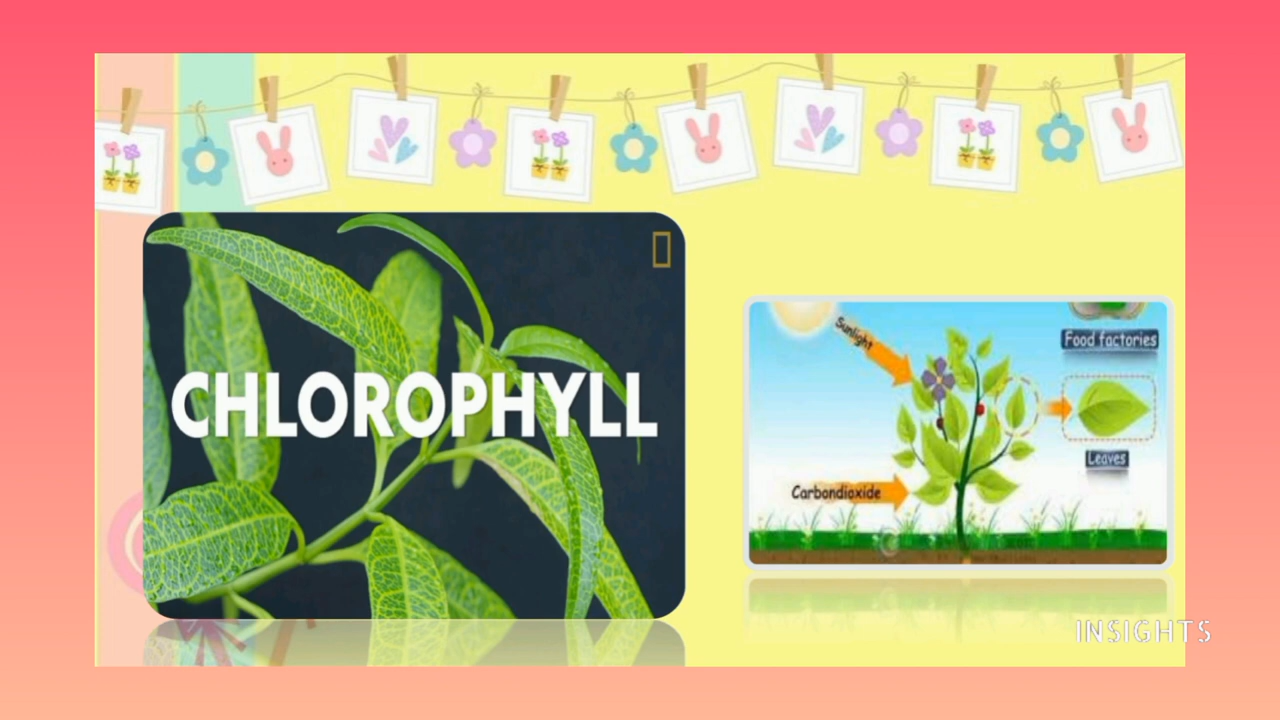 CHLOROPHYLL
Sunlight
Food factories
Leaves
Carbondioxide
INSIGHTS